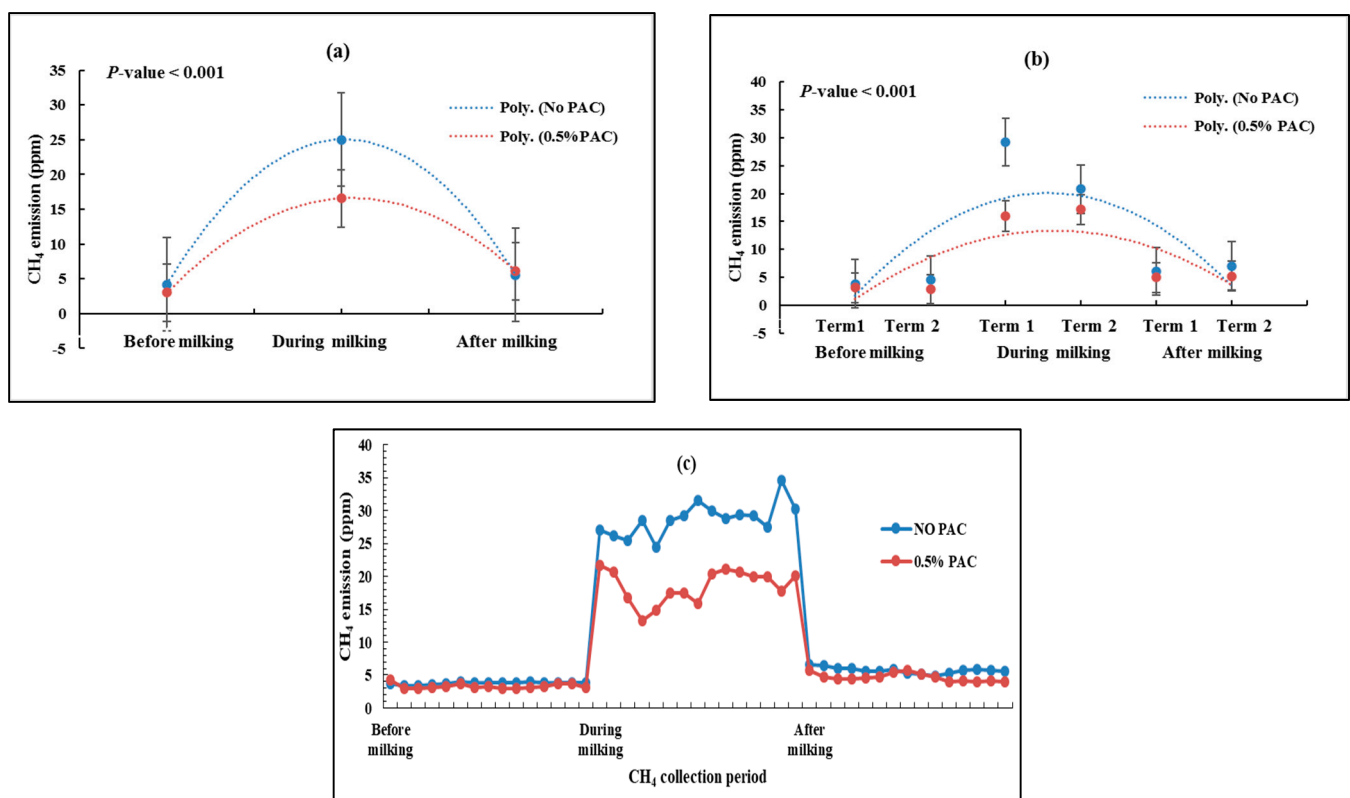 (a)
P-value < 0.001
CH4 emission (ppm)
35
30
25
20
15
10
5
0
-5
Poly. (No PAC)
Poly. (0.5%PAC)
Before milking
During milking
After milking
(b)
P-value < 0.001
CH4 emission (ppm)
40
35
30
25
20
15
10
5
0
-5
Poly. (No PAC)
Poly. (0.5% PAC)
Term1
Term 2
Term 1
Term 2
Term 1
Term 2
Before milking
During milking
After milking
(c)
CH4 emission (ppm)
40
35
30
25
20
15
10
5
0
NO PAC
0.5% PAC
Before
milking
During
milking
After
milking
CH4 collection period